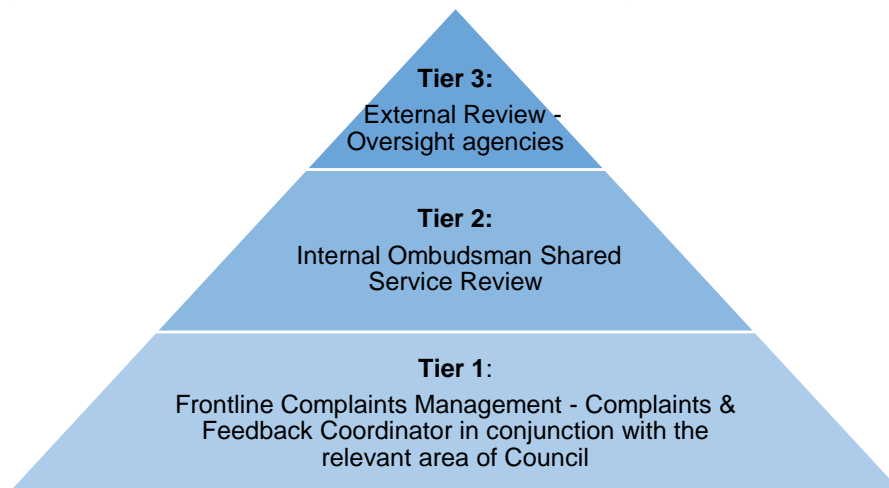 Tier 3:
External Review -
Oversight agencies
Tier 2:
Internal Ombudsman Shared
Service Review
Tier 1:
Frontline Complaints Management - Complaints &
Feedback Coordinator in conjunction with the
relevant area of Council